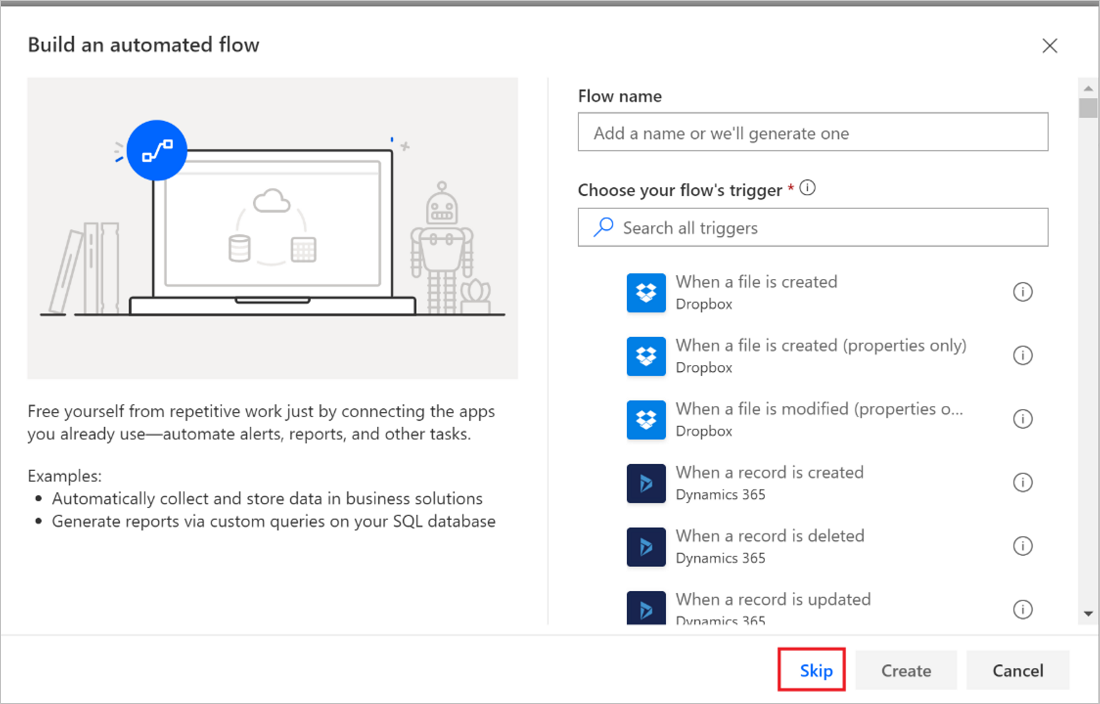 Build an automated flow
Free yourself from repetitive work just by connecting the apps
you already use—automate alerts, reports, and other tasks.
Examples:
Automatically collect and store data in business solutions
Generate reports via custom queries on your SQL database
Flow name
Add a name or we'll generate one
Choose your flow's trigger *
Search all triggers
When a file is created
Dropbox
When a file is created (properties only)
Dropbox
When a file is modified (properties o...
Dropbox
When a record is created
Dynamics 365
When a record is deleted
Dynamics 365
When a record is updated
Dynamics 365
Skip
Create
Cancel